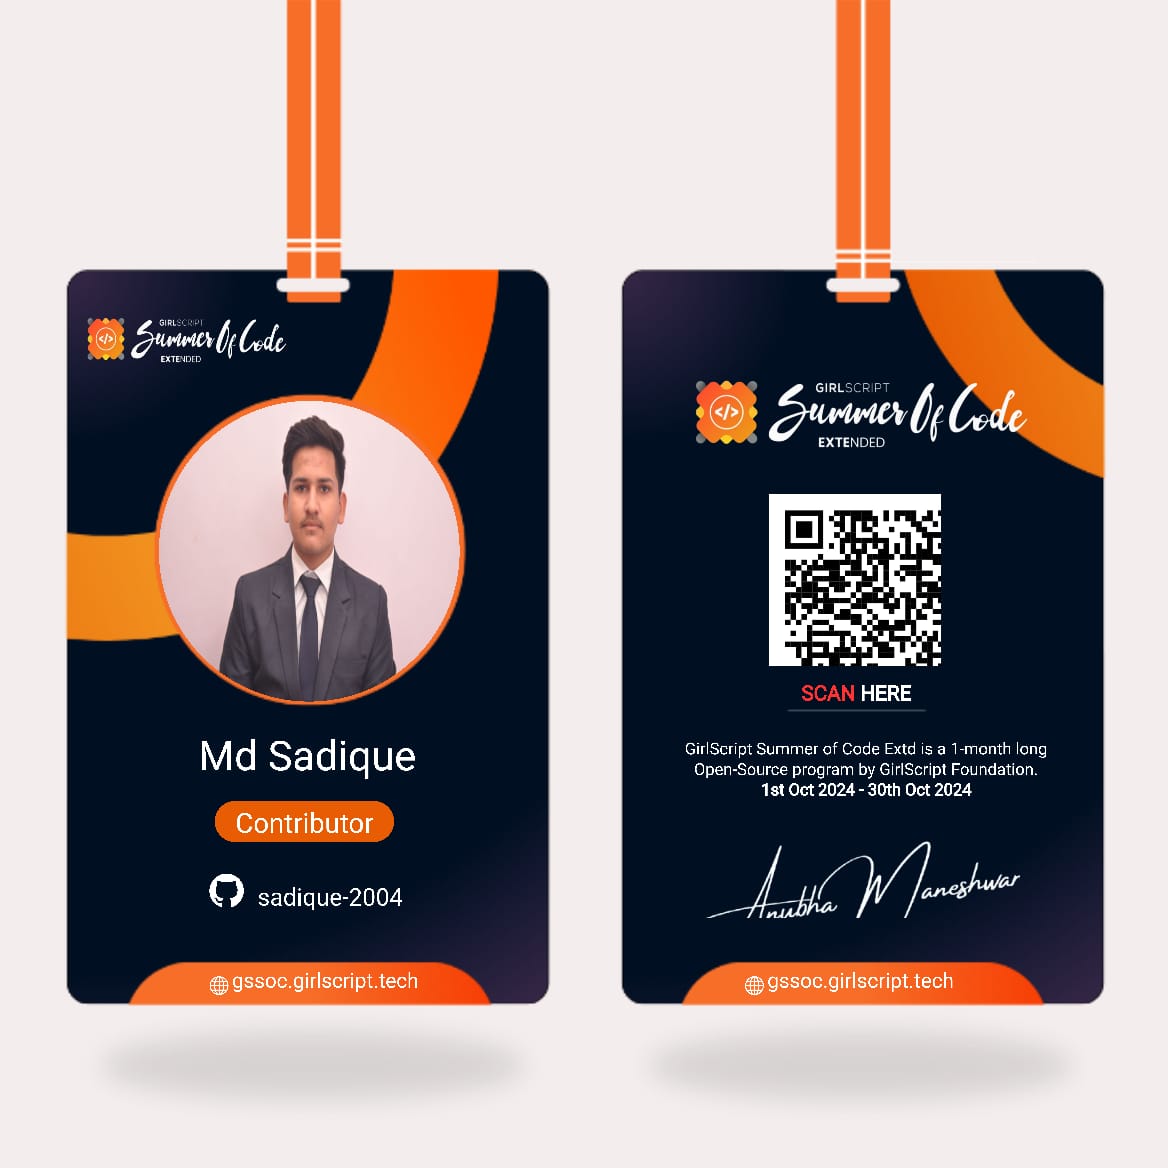 GIRLSCRIPT
Summer Of Code
EXTENDED
Md Sadique
Contributor
sadique-2004
gssoc.girlscript.tech
GIRLSCRIPT
Summer Of Code
EXTENDED
SCAN HERE
GirlScript Summer of Code Extd is a 1-month long
Open-Source program by GirlScript Foundation.
1st Oct 2024 - 30th Oct 2024
Anubha Maneshwar
gssoc.girlscript.tech